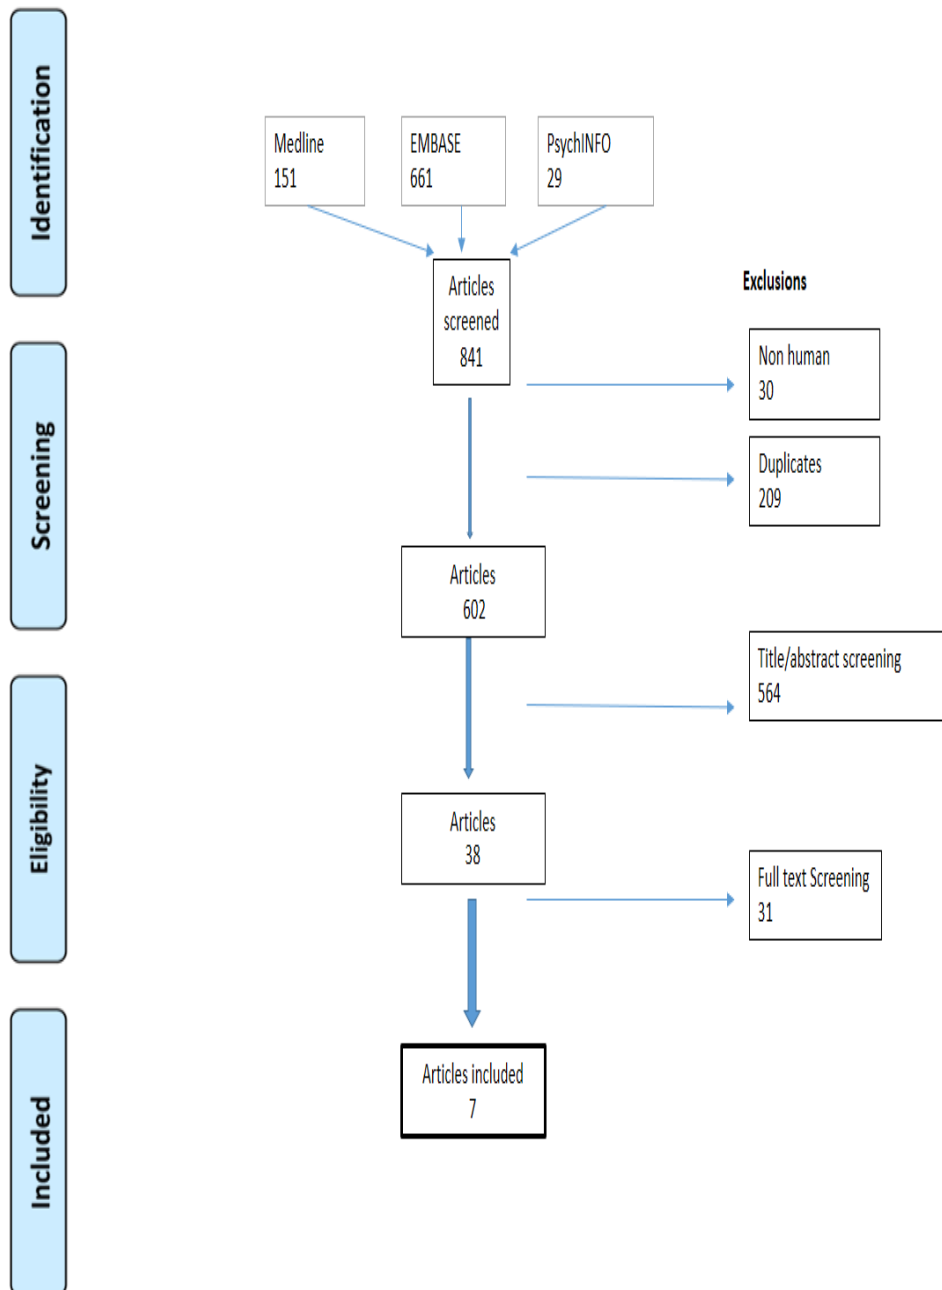 Identification
Medline
151
EMBASE
661
PsychINFO
29
Articles
screened
841
Exclusions
Non human
30
Screening
Duplicates
209
Articles
602
Title/abstract screening
564
Eligibility
Articles
38
Full text Screening
31
Included
Articles included
7